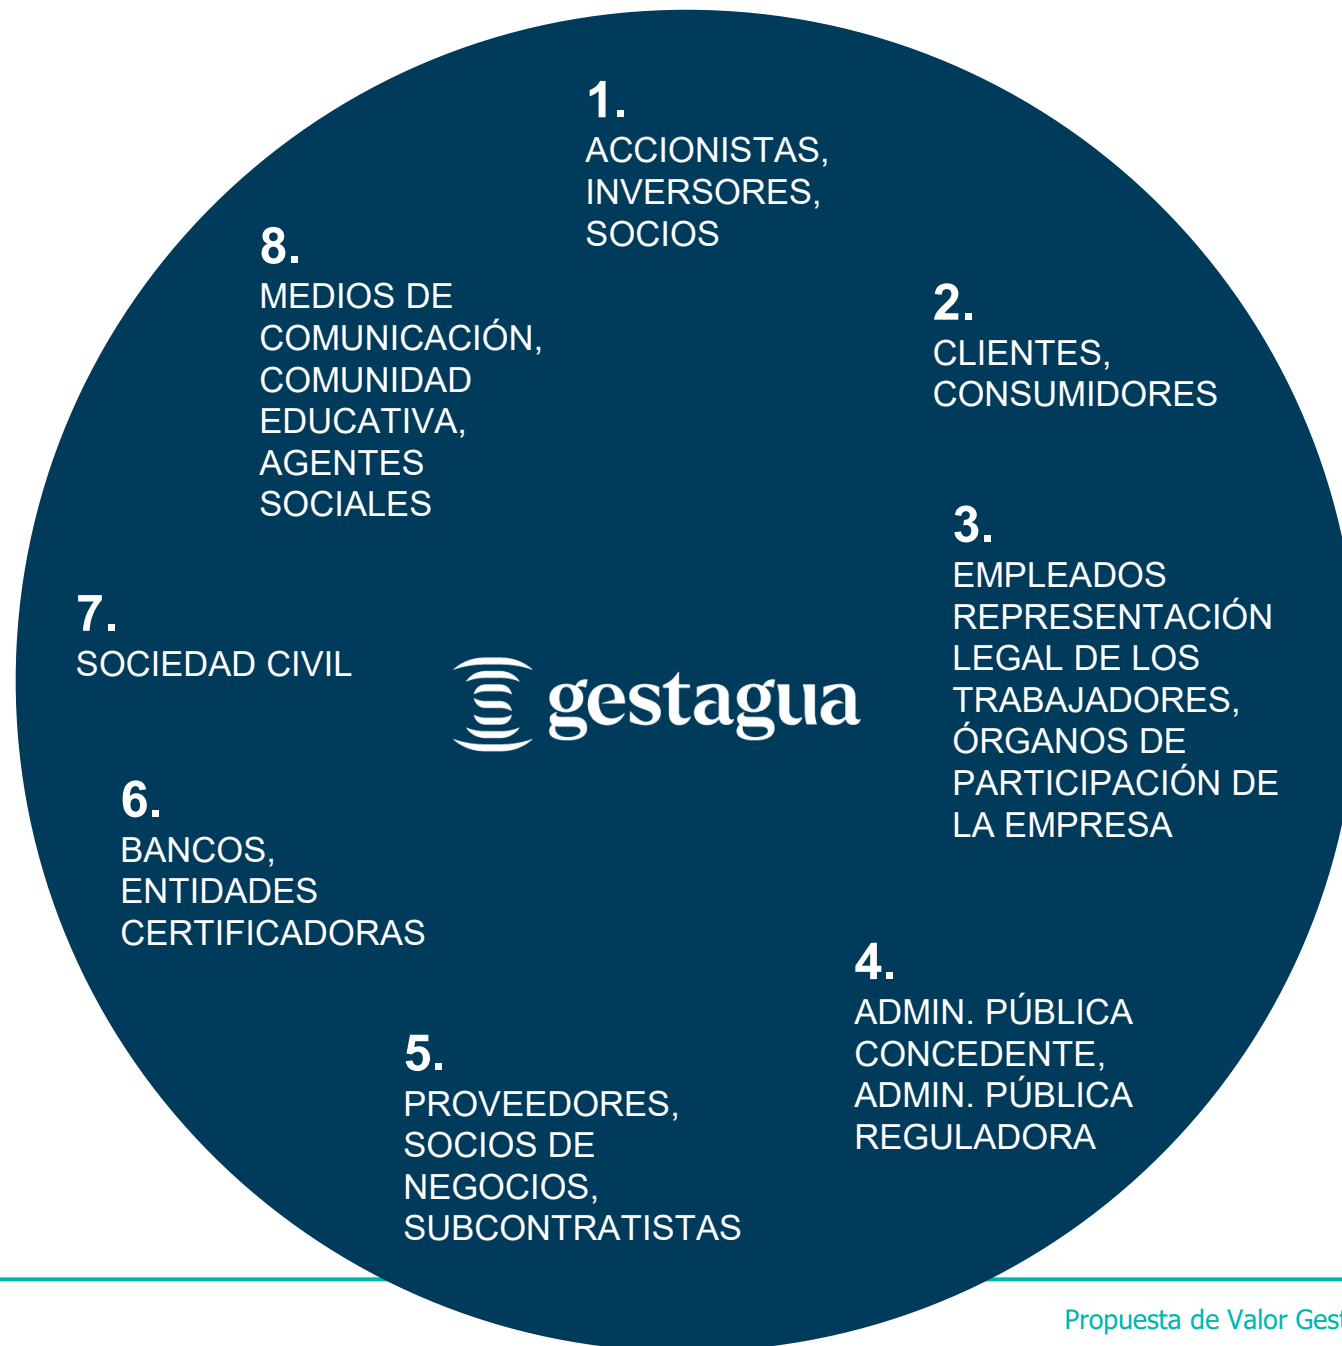 1.
ACCIONISTAS,
INVERSORES,
SOCIOS
2.
CLIENTES,
CONSUMIDORES
3.
EMPLEADOS
REPRESENTACIÓN
LEGAL DE LOS
TRABAJADORES,
ÓRGANOS DE
PARTICIPACIÓN DE
LA EMPRESA
4.
ADMIN. PÚBLICA
CONCEDENTE,
ADMIN. PÚBLICA
REGULADORA
5.
PROVEEDORES,
SOCIOS DE
NEGOCIOS,
SUBCONTRATISTAS
6.
BANCOS,
ENTIDADES
CERTIFICADORAS
7.
SOCIEDAD CIVIL
8.
MEDIOS DE
COMUNICACIÓN,
COMUNIDAD
EDUCATIVA,
AGENTES
SOCIALES
gestagua
Propuesta de Valor Gest